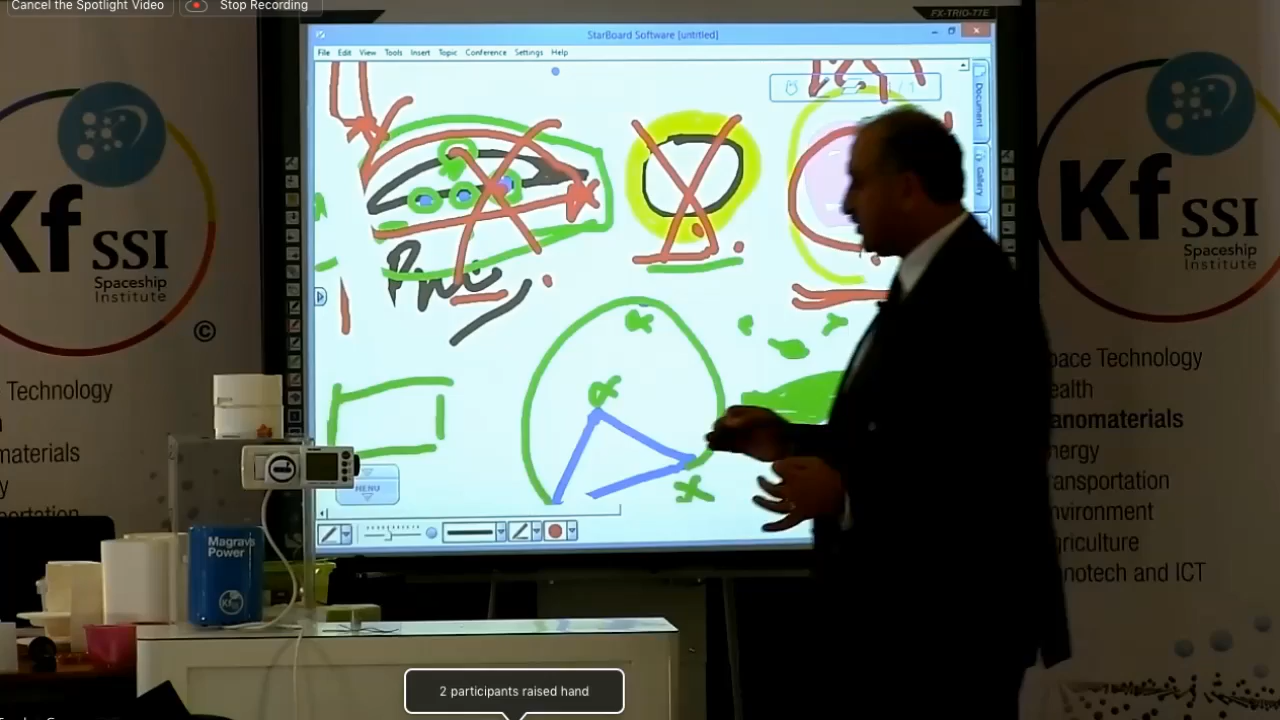 Cancel the Spotlight Video
Stop Recording
FX-TRIO-77E
StarBoard Software [untitled]
File Edit View Tools Insert Topic Conference Settings Help
Document
Gallery
MENU
Kf SSI
Spaceship
Institute
©
Technology
materials
Magravs
Power
Kf
Kf SSI
Spaceship
Institute
pace Technology
ealth
anomaterials
nergy
ransportation
nvironment
griculture
notech and ICT
2 participants raised hand